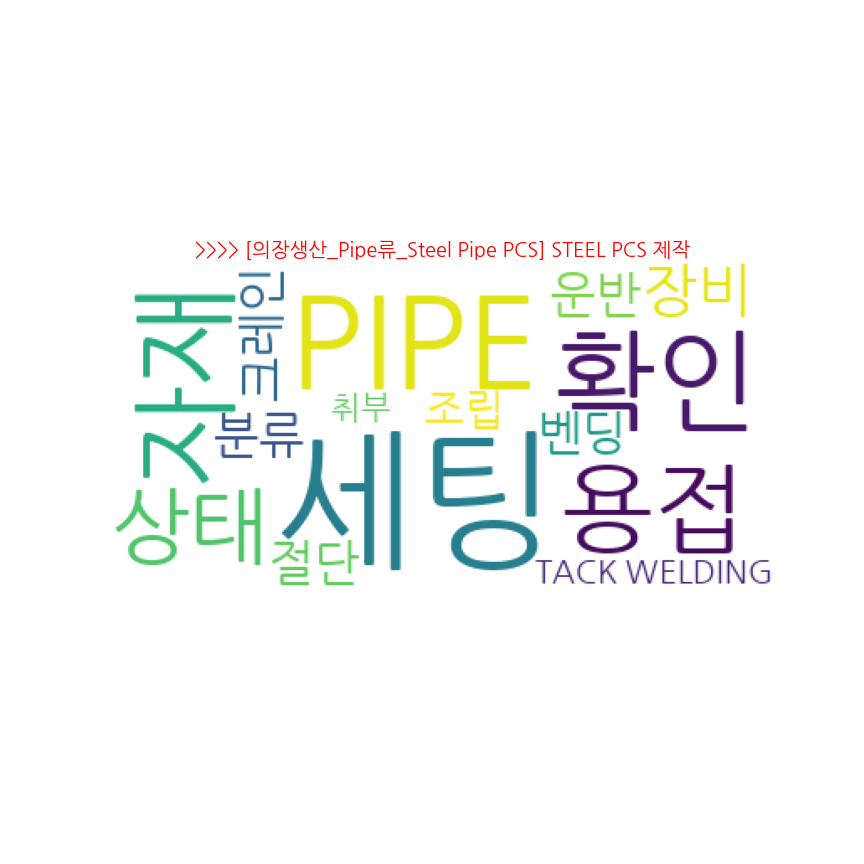 >>>> [의장생산_Pipe류_Steel Pipe PCS] STEEL PCS 제작
자재
크레인
PIPE
운반
장비
확인
취부
조립
분류
벤딩
세팅
용접
상태
절단
TACK WELDING